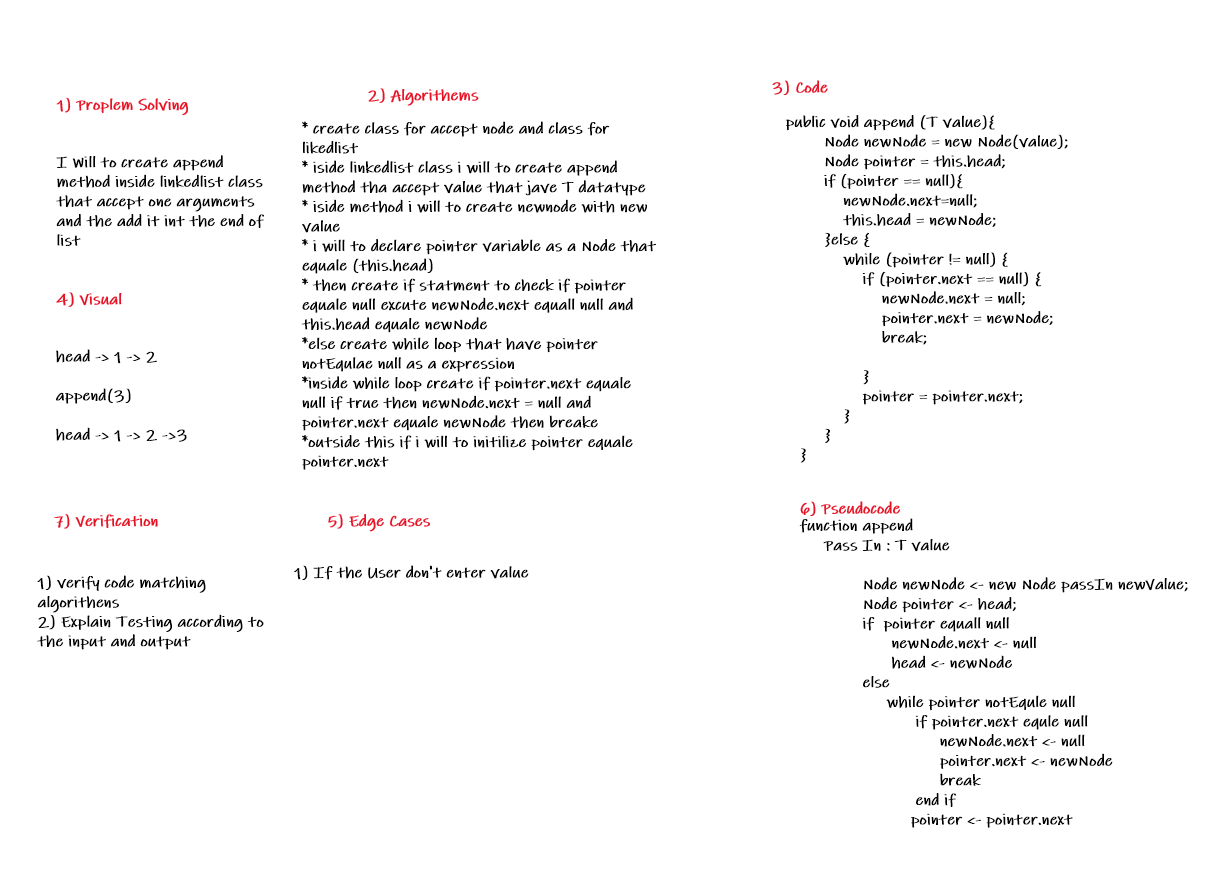 1) Proplem Solving
I Will to create append
method inside linkedlist class
that accept one arguments
and the add it int the end of
list
2) Algorithems
* create class for accept node and class for
likedlist
* iside linkedlist class i will to create append
method tha accept value that jave T datatype
* iside method i will to create newnode with new
value
* i will to declare pointer variable as a Node that
equale (this.head)
* then create if statment to check if pointer
equale null excute newNode.next equall null and
this.head equale newNode
*else create while loop that have pointer
notEqulae null as a expression
*inside while loop create if pointer.next equale
null if true then newNode.next = null and
pointer.next equale newNode then breake
*outside this if i will to initilize pointer equale
pointer.next
3) Code
public void append (T value){
Node newNode = new Node(value);
Node pointer = this.head;
if (pointer == null){
newNode.next=null;
this.head = newNode;
}else {
while (pointer != null) {
if (pointer.next == null) {
newNode.next = null;
pointer.next = newNode;
break;
}
pointer = pointer.next;
}
}
}
4) Visual
head -> 1 -> 2
append(3)
head -> 1 -> 2 ->3
7) Verification
1) verify code matching
algorithens
2) Explain Testing according to
the input and output
5) Edge Cases
1) If the User don't enter value
6) Pseudocode
function append
Pass In : T value
Node newNode <- new Node passIn newValue;
Node pointer <- head;
if pointer equall null
newNode.next <- null
head <- newNode
else
while pointer notEqule null
if pointer.next equle null
newNode.next <- null
pointer.next <- newNode
break
end if
pointer <- pointer.next